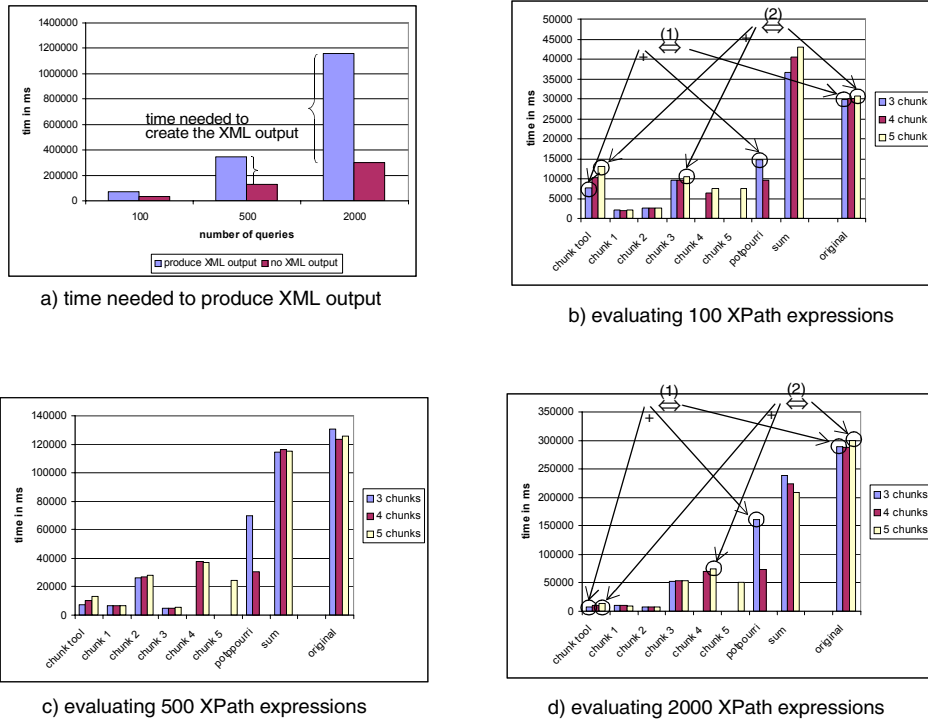 1400000
1200000
1000000
800000
600000
400000
200000
0
tim in ms
time needed to
create the XML output
100 500 2000
number of queries
produce XML output no XML output
a) time needed to produce XML output
(1) (2)
+ +
50000
45000
40000
35000
30000
25000
20000
15000
10000
5000
0
time in ms
chunk tool chunk 1 chunk 2 chunk 3 chunk 4 chunk 5 potpourri sum original
3 chunks
4 chunks
5 chunks
b) evaluating 100 XPath expressions
140000
120000
100000
80000
60000
40000
20000
0
time in ms
chunk tool chunk 1 chunk 2 chunk 3 chunk 4 chunk 5 potppourri sum original
3 chunks
4 chunks
5 chunks
c) evaluating 500 XPath expressions
(1) (2)
+ +
350000
300000
250000
200000
150000
100000
50000
0
time in ms
chunk tool chunk 1 chunk 2 chunk 3 chunk 4 chunk 5 potpourri sum original
3 chunks
4 chunks
5 chunks
d) evaluating 2000 XPath expressions